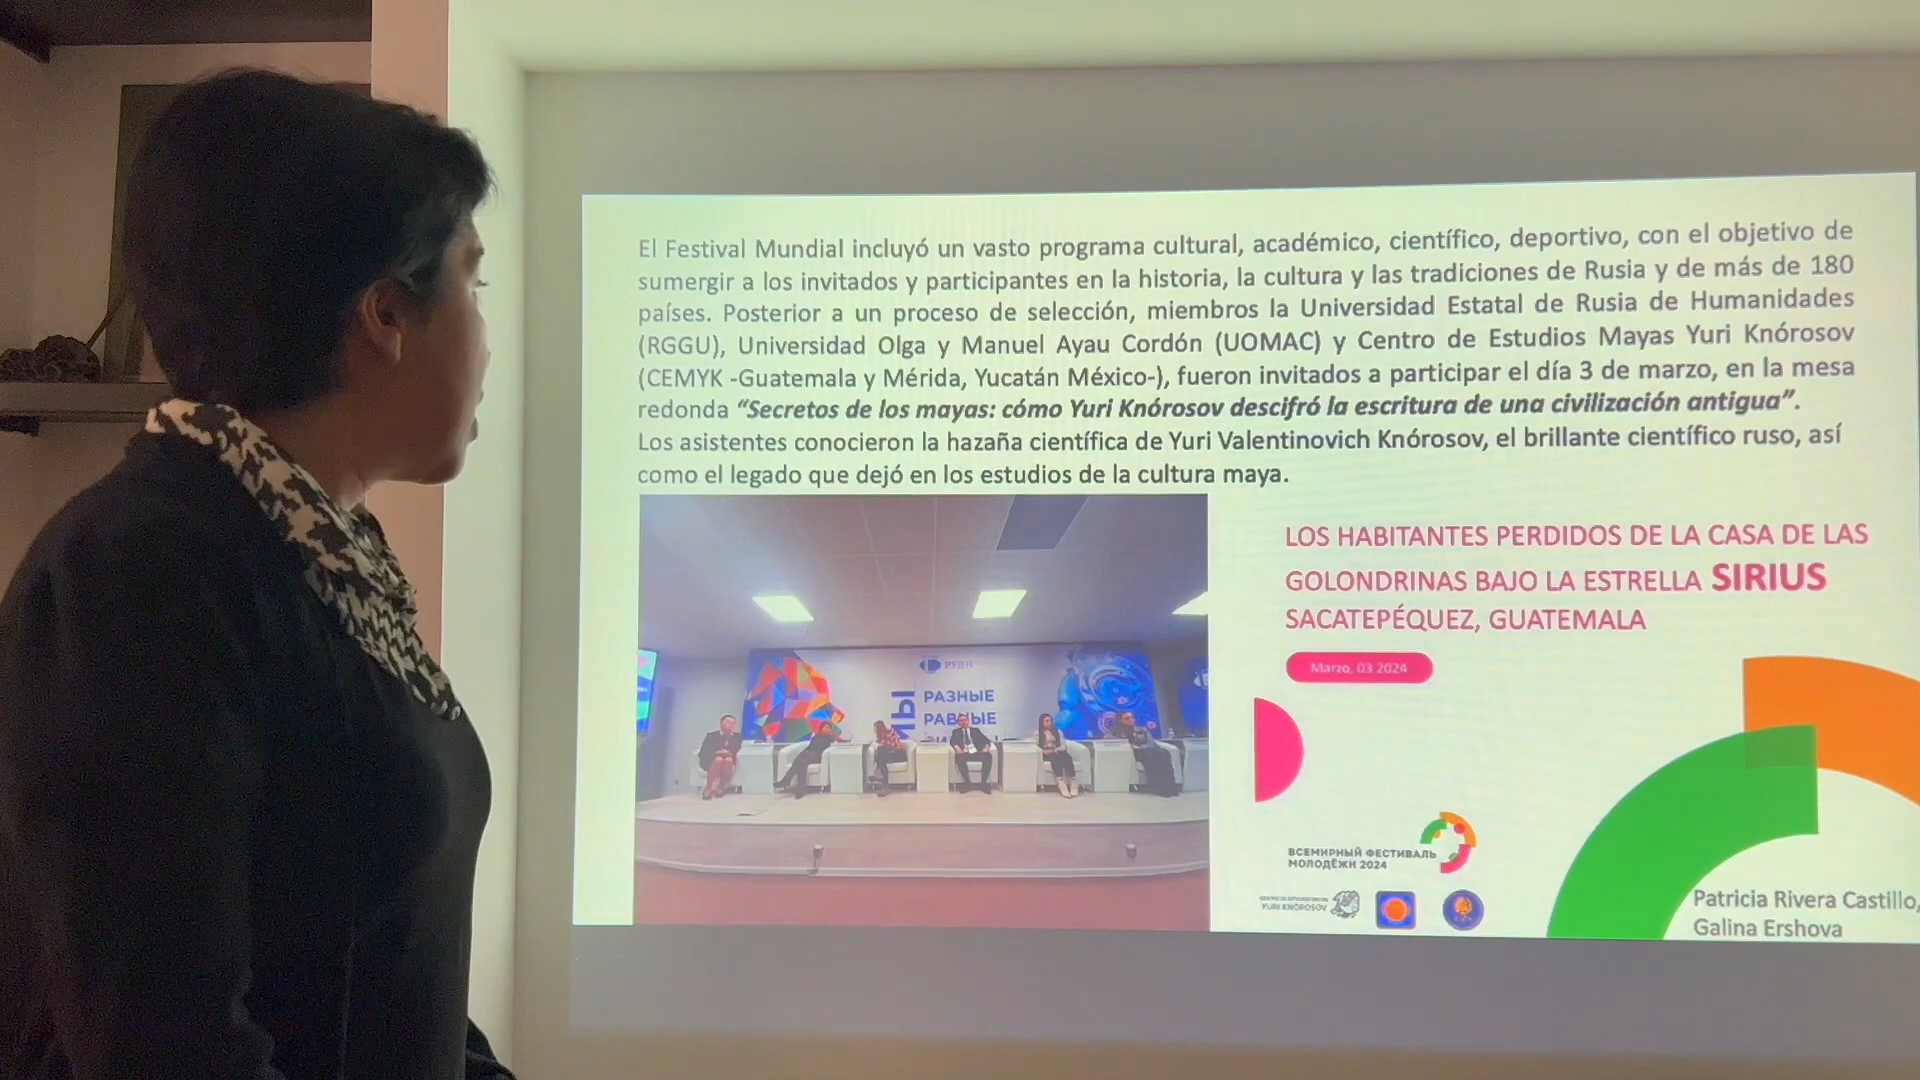 El Festival Mundial incluyó un vasto programa cultural, académico, científico, deportivo, con el objetivo de
sumergir a los invitados y participantes en la historia, la cultura y las tradiciones de Rusia y de más de 180
países. Posterior a un proceso de selección, miembros la Universidad Estatal de Rusia de Humanidades
(RGGU), Universidad Olga y Manuel Ayau Cordón (UOMAC) y Centro de Estudios Mayas Yuri Knórosov
(CEMYK -Guatemala y Mérida, Yucatán México-), fueron invitados a participar el día 3 de marzo, en la mesa
redonda “Secretos de los mayas: cómo Yuri Knórosov descifró la escritura de una civilización antigua”.
Los asistentes conocieron la hazaña científica de Yuri Valentinovich Knórosov, el brillante científico ruso, así
como el legado que dejó en los estudios de la cultura maya.
LOS HABITANTES PERDIDOS DE LA CASA DE LAS
GOLONDRINAS BAJO LA ESTRELLA SIRIUS
SACATEPÉQUEZ, GUATEMALA
Marzo, 03 2024
РУДН
МЫ
РАЗНЫЕ
РАВНЫЕ
ВСЕМИРНЫЙ ФЕСТИВАЛЬ
МОЛОДЁЖИ 2024
YURI KNÓROSOV
Patricia Rivera Castillo,
Galina Ershova